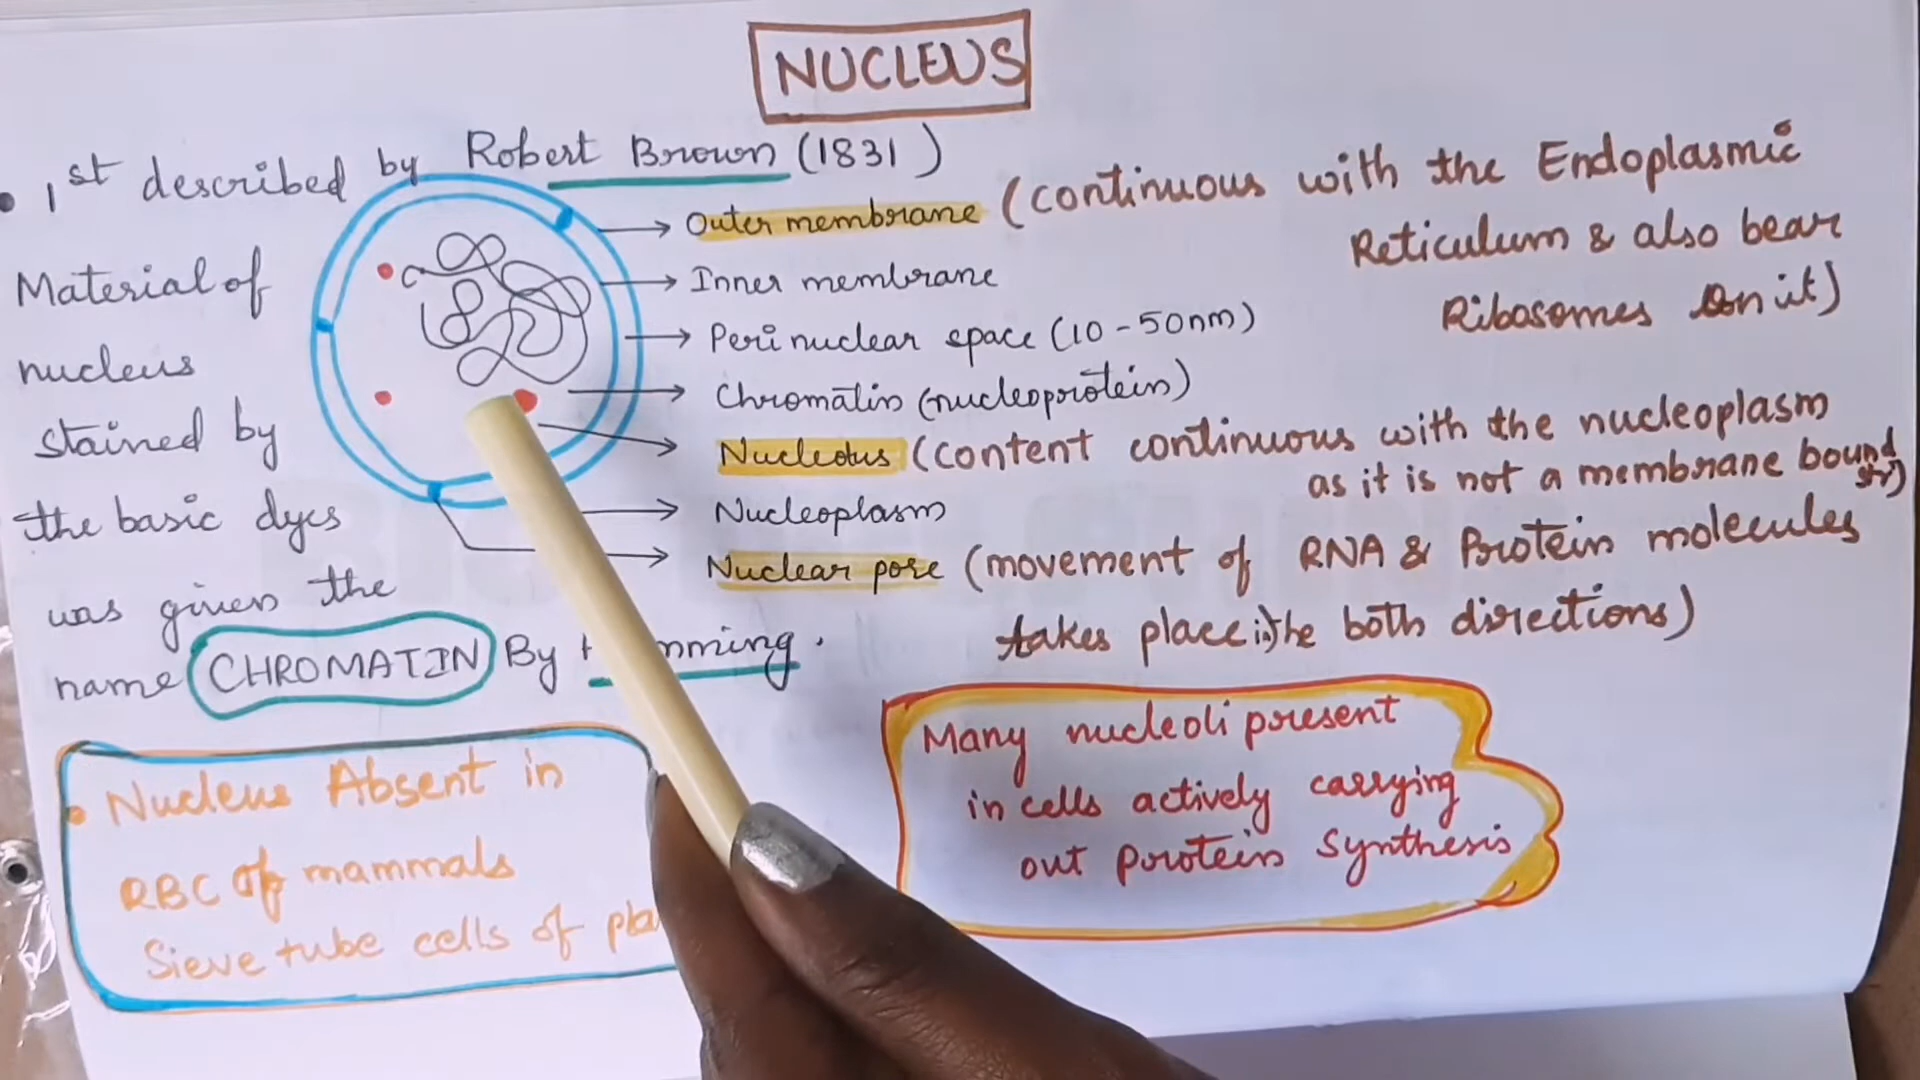 NUCLEUS
• 1st described by Robert Brown (1831)
Material of
nucleus
stained by
the basic dyes
was given the
name CHROMATIN By mming.
Outer membrane (continuous with the Endoplasmic
Reticulum & also bear
Ribosomes on it)
Inner membrane
Peri nuclear space (10-50nm)
Chromatin (nucleoprotein)
Nucleolus (content continuous with the nucleoplasm
as it is not a membrane bound
str)
Nucleoplasm
Nuclear pore (movement of RNA & Protein molecules
takes place in the both directions)
• Nucleus Absent in
RBC of mammals
Sieve tube cells of pla
Many nucleoli present
in cells actively carrying
out protein synthesis